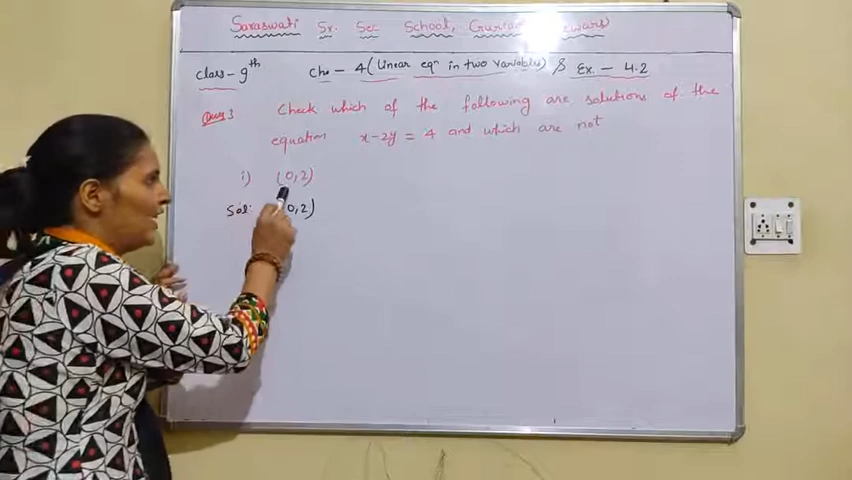 Saraswati Sr. Sec School,
Class - 9th Ch - 4 (Linear eqn in two variables) & Ex. - 4.2
Ques 3 Check which of the following are solutions of the
equation x-2y = 4 and which are not
i) (0,2)
Sol: (0,2)